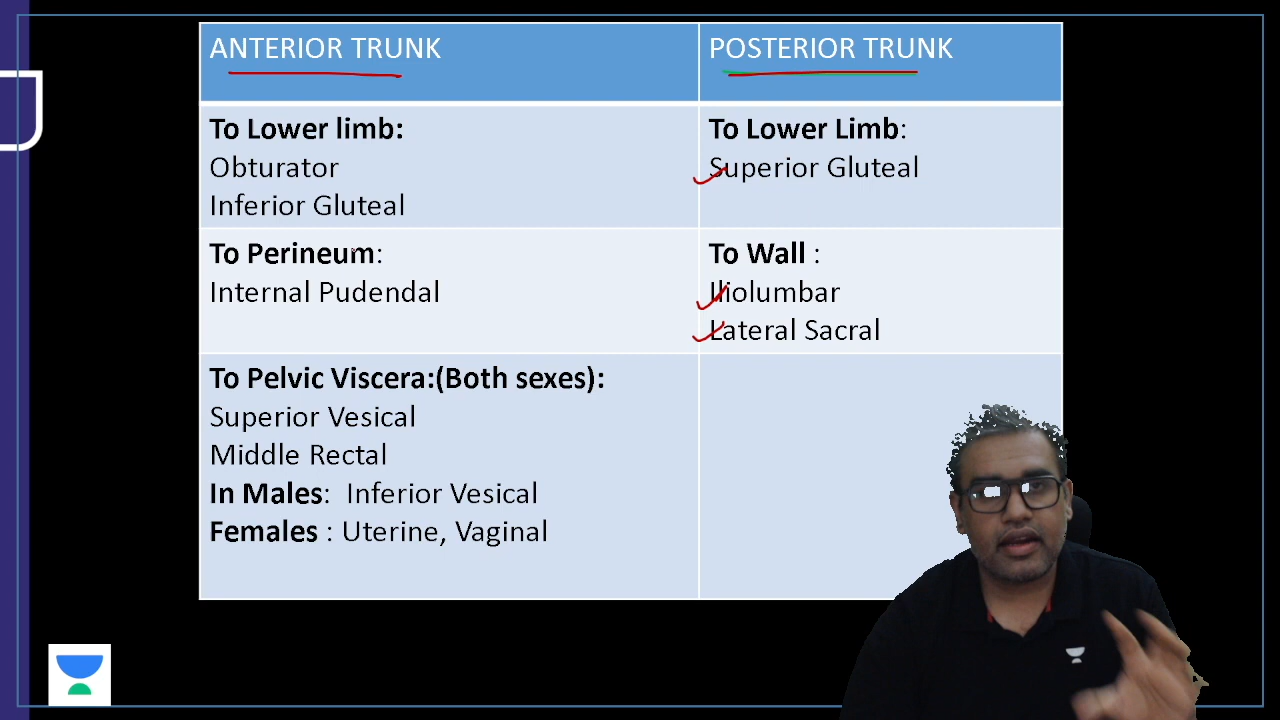 ANTERIOR TRUNK
POSTERIOR TRUNK
To Lower limb:
Obturator
Inferior Gluteal
To Lower Limb:
Superior Gluteal
To Perineum:
Internal Pudendal
To Wall :
Iliolumbar
Lateral Sacral
To Pelvic Viscera:(Both sexes):
Superior Vesical
Middle Rectal
In Males: Inferior Vesical
Females : Uterine, Vaginal